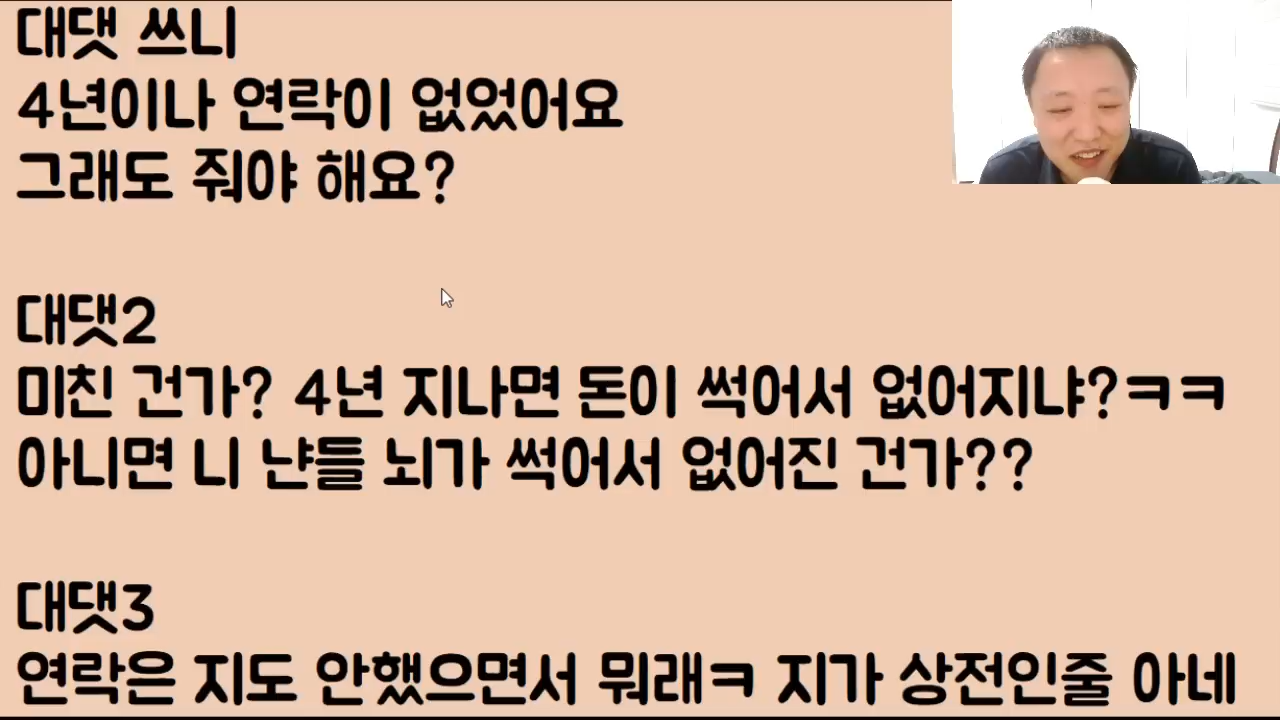 대댓 쓰니
4년이나 연락이 없었어요
그래도 줘야 해요?
대댓2
미친 건가? 4년 지나면 돈이 썩어서 없어지냐?ㅋㅋ
아니면 니 냔들 뇌가 썩어서 없어진 건가??
대댓3
연락은 지도 안했으면서 뭐래ㅋ 지가 상전인줄 아네